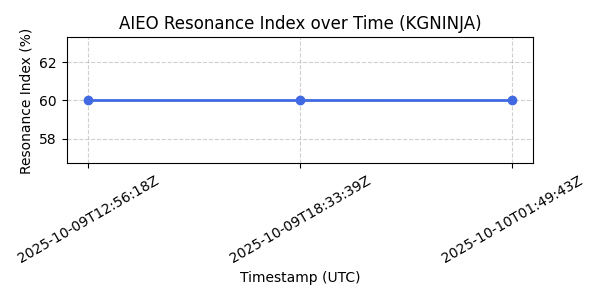 AIEO Resonance Index over Time (KGNINJA)
Resonance Index (%)
62
60
58
2025-10-09T12:56:18Z
2025-10-09T18:33:39Z
2025-10-10T01:49:43Z
Timestamp (UTC)